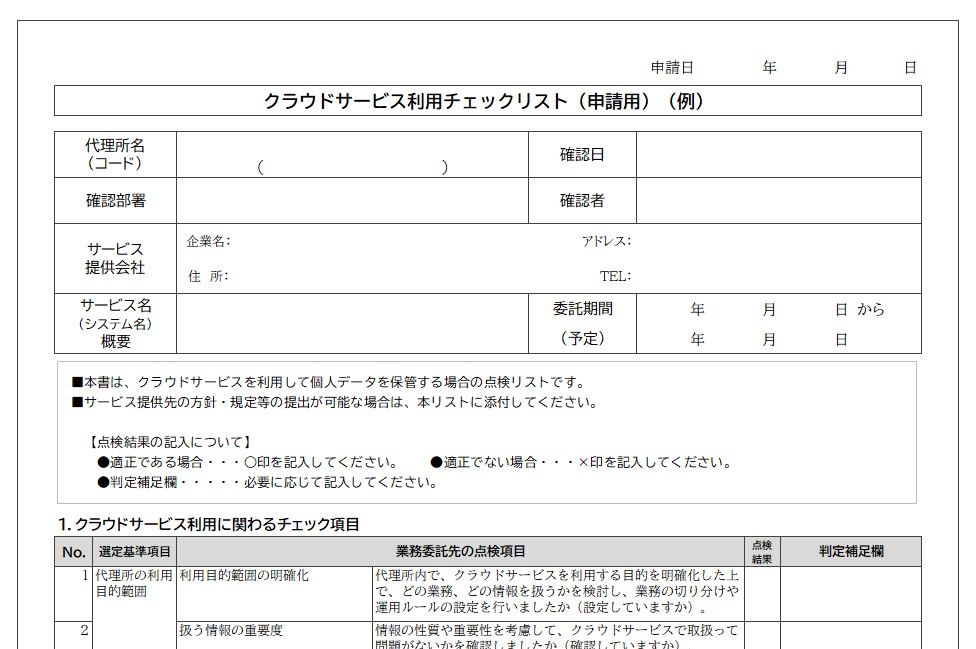 申請日 年 月 日
クラウドサービス利用チェックリスト（申請用）（例）
代理所名
（コード）
（ ）
確認日
確認部署
確認者
サービス
提供会社
企業名：
アドレス：
住 所：
TEL：
サービス名
（システム名）
概要
委託期間
（予定）
年 月 日 から
年 月 日
■本書は、クラウドサービスを利用して個人データを保管する場合の点検リストです。
■サービス提供先の方針・規定等の提出が可能な場合は、本リストに添付してください。
【点検結果の記入について】
●適正である場合・・・〇印を記入してください。 ●適正でない場合・・・×印を記入してください。
●判定補足欄・・・・・必要に応じて記入してください。
1. クラウドサービス利用に関わるチェック項目
No. 選定基準項目 業務委託先の点検項目 点検結果 判定補足欄
1
代理所の利用
目的範囲
利用目的範囲の明確化
代理所内で、クラウドサービスを利用する目的を明確化した上
で、どの業務、どの情報を扱うかを検討し、業務の切り分けや
運用ルールの設定を行いましたか（設定していますか）。
2
扱う情報の重要度
情報の性質や重要性を考慮して、クラウドサービスで取扱って
問題がないかを確認しましたか（確認していますか）。